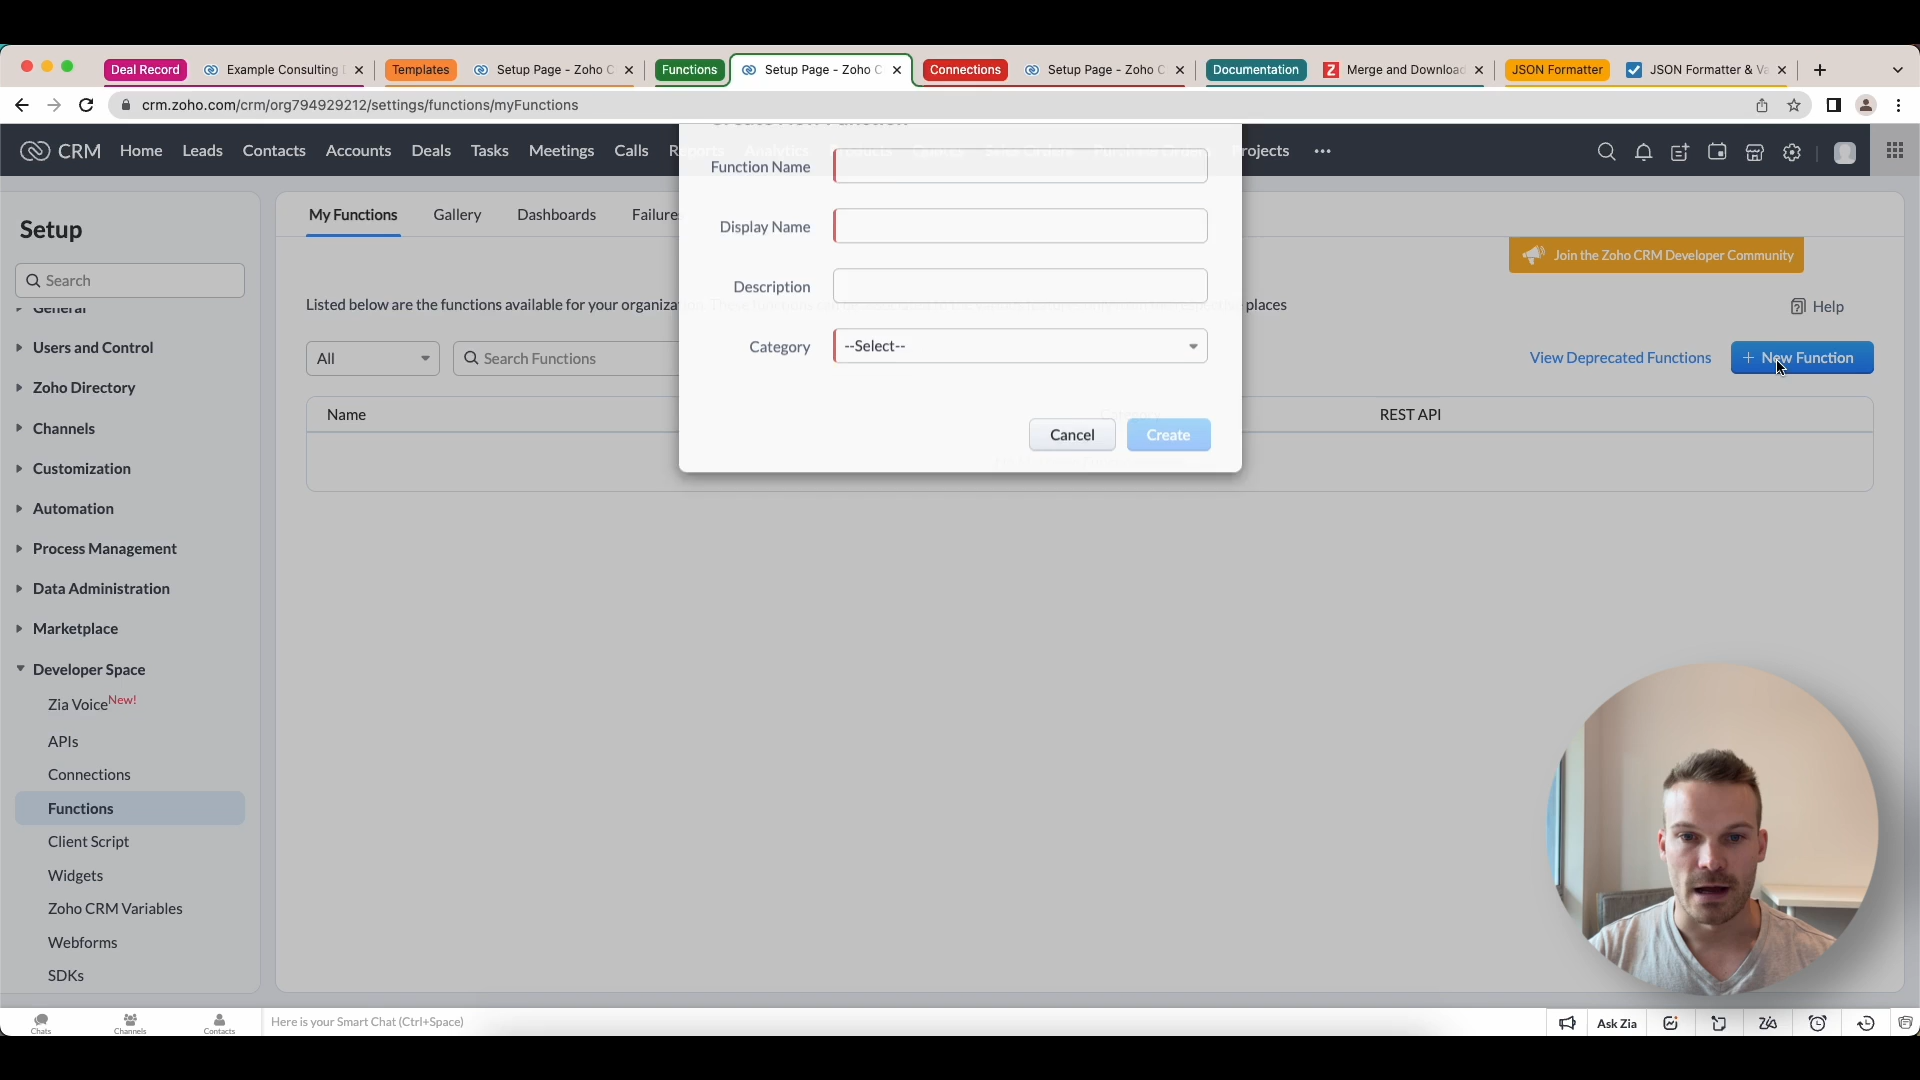 Deal Record
Example Consulting
Templates
Setup Page - Zoho C
Functions
Setup Page - Zoho C
Connections
Setup Page - Zoho C
Documentation
Merge and Download
JSON Formatter
JSON Formatter & Va
crm.zoho.com/crm/org794929212/settings/functions/myFunctions
CRM
Home
Leads
Contacts
Accounts
Deals
Tasks
Meetings
Calls
Reports
Analytics
Products
Quotes
Sales Orders
Purchase Orders
Projects
Create New Function
Function Name
Display Name
Description
Category
--Select--
Cancel
Create
Setup
Search
General
Users and Control
Zoho Directory
Channels
Customization
Automation
Process Management
Data Administration
Marketplace
Developer Space
Zia Voice New!
APIs
Connections
Functions
Client Script
Widgets
Zoho CRM Variables
Webforms
SDKs
My Functions
Gallery
Dashboards
Failure
Join the Zoho CRM Developer Community
Listed below are the functions available for your organiza
places
Help
All
Search Functions
View Deprecated Functions
+ New Function
Name
REST API
Chats
Channels
Contacts
Here is your Smart Chat (Ctrl+Space)
Ask Zia